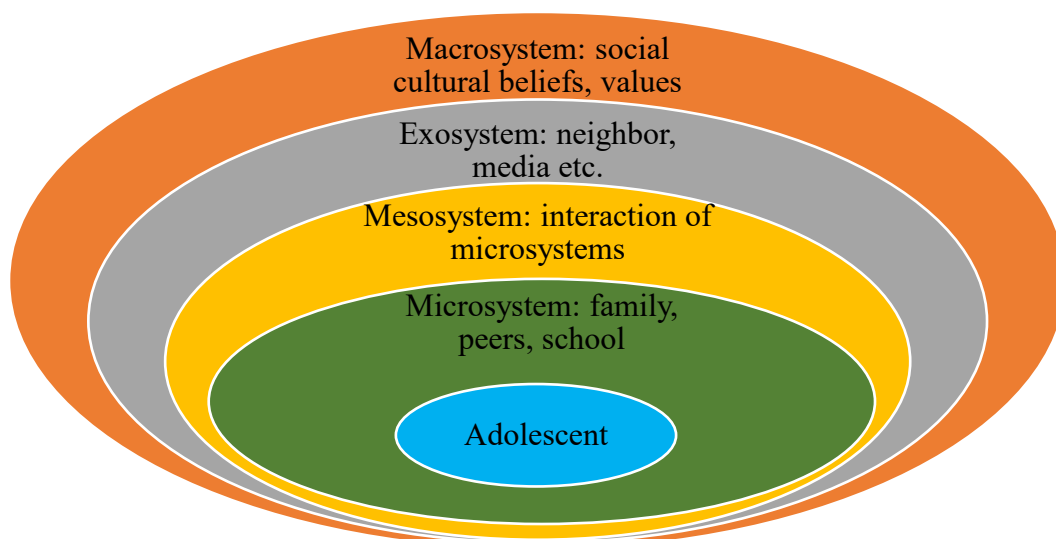 Macrosystem: social
cultural beliefs, values
Exosystem: neighbor,
media etc.
Mesosystem: interaction of
microsystems
Microsystem: family,
peers, school
Adolescent